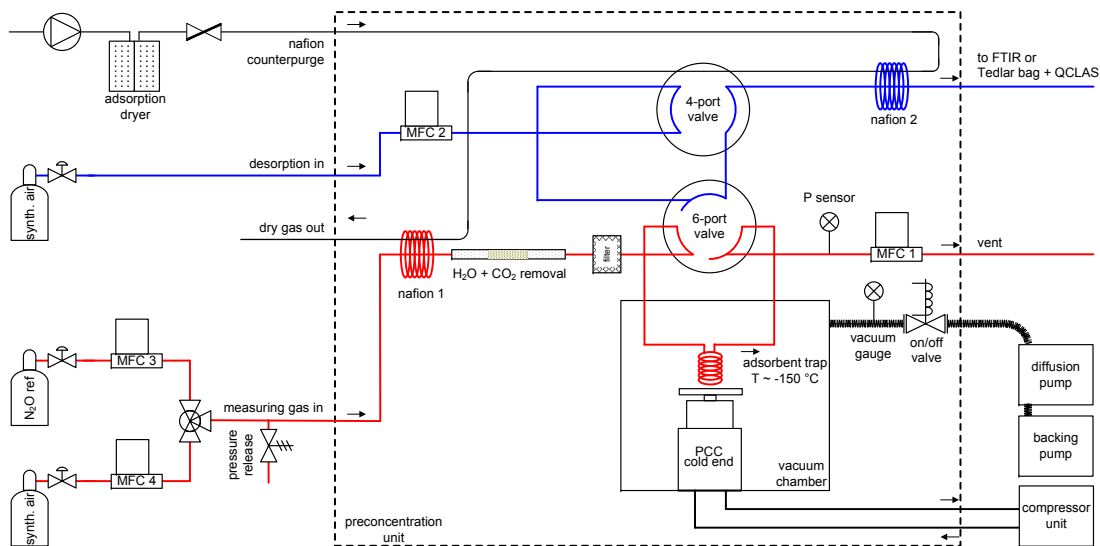 nafion
counterpurge
adsorption
dryer
to FTIR or
Tedlar bag + QCLAS
4-port
valve
nafion 2
MFC 2
desorption in
synth. air
P sensor
6-port
valve
dry gas out
filter
MFC 1
vent
H₂O + CO₂ removal
nafion 1
vacuum
gauge
on/off
valve
MFC 3
adsorbent trap
T ~ -150 °C
diffusion
pump
N₂O ref
measuring gas in
pressure
release
backing
pump
PCC
cold end
vacuum
chamber
MFC 4
synth. air
compressor
unit
preconcentration
unit